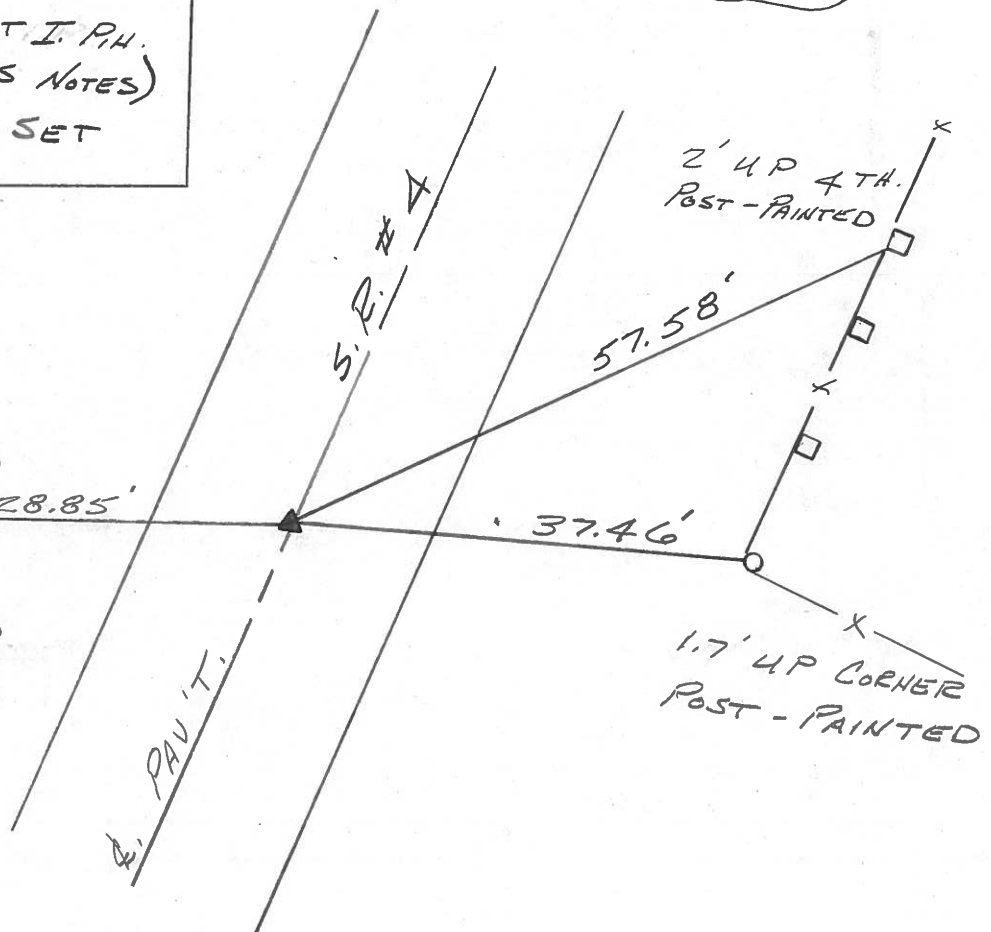 T I. PIN.
S NOTES)
SET
2' UP 4TH.
POST-PAINTED
S.R. # 4
57.58'
28.85'
37.46'
1.7' UP CORNER
POST-PAINTED
℄. PAV'T.